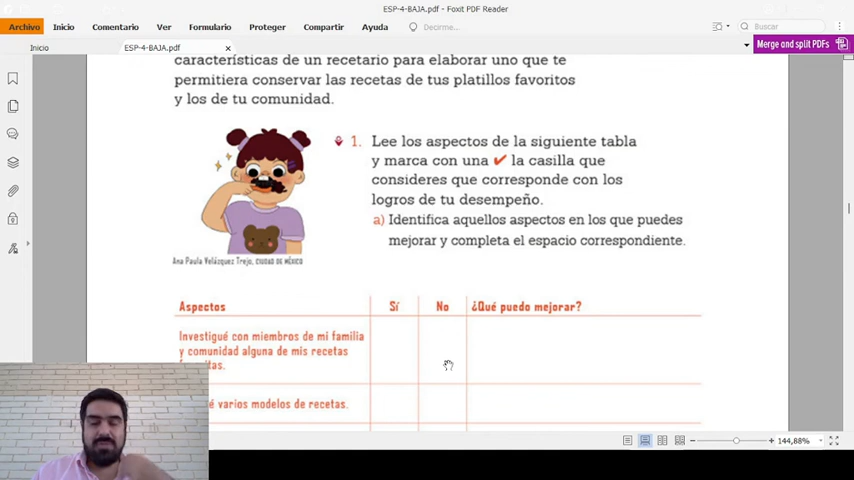 ESP-4-BAJA.pdf - Foxit PDF Reader
Archivo Inicio Comentario Ver Formulario Proteger Compartir Ayuda Decirme... Buscar
Inicio ESP-4-BAJA.pdf Merge and split PDFs
características de un recetario para elaborar uno que te
permitiera conservar las recetas de tus platillos favoritos
y los de tu comunidad.
1. Lee los aspectos de la siguiente tabla
y marca con una ✔ la casilla que
consideres que corresponde con los
logros de tu desempeño.
a) Identifica aquellos aspectos en los que puedes
mejorar y completa el espacio correspondiente.
Ana Paula Velázquez Trejo, CIUDAD DE MÉXICO
Aspectos Sí No ¿Qué puedo mejorar?
Investigué con miembros de mi familia
y comunidad alguna de mis recetas
varios modelos de recetas.
144,88%